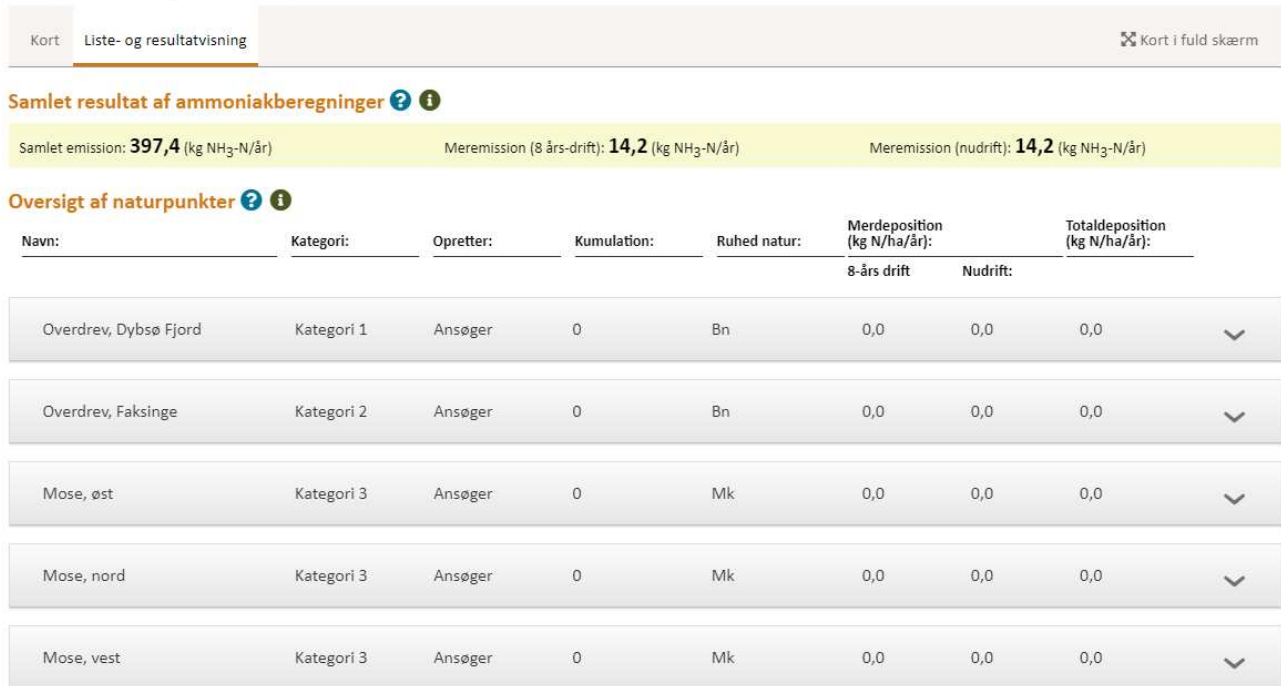 Kort Liste- og resultatvisning Kort i fuld skærm
Samlet resultat af ammoniakberegninger ? i
Samlet emission: 397,4 (kg NH3-N/år) Meremission (8 års-drift): 14,2 (kg NH3-N/år) Meremission (nudrift): 14,2 (kg NH3-N/år)
Oversigt af naturpunkter ? i
Navn: Kategori: Opretter: Kumulation: Ruhed natur: Merdeposition (kg N/ha/år): Totaldeposition (kg N/ha/år):
8-års drift Nudrift:
Overdrev, Dybsø Fjord Kategori 1 Ansøger 0 Bn 0,0 0,0 0,0
Overdrev, Faksinge Kategori 2 Ansøger 0 Bn 0,0 0,0 0,0
Mose, øst Kategori 3 Ansøger 0 Mk 0,0 0,0 0,0
Mose, nord Kategori 3 Ansøger 0 Mk 0,0 0,0 0,0
Mose, vest Kategori 3 Ansøger 0 Mk 0,0 0,0 0,0